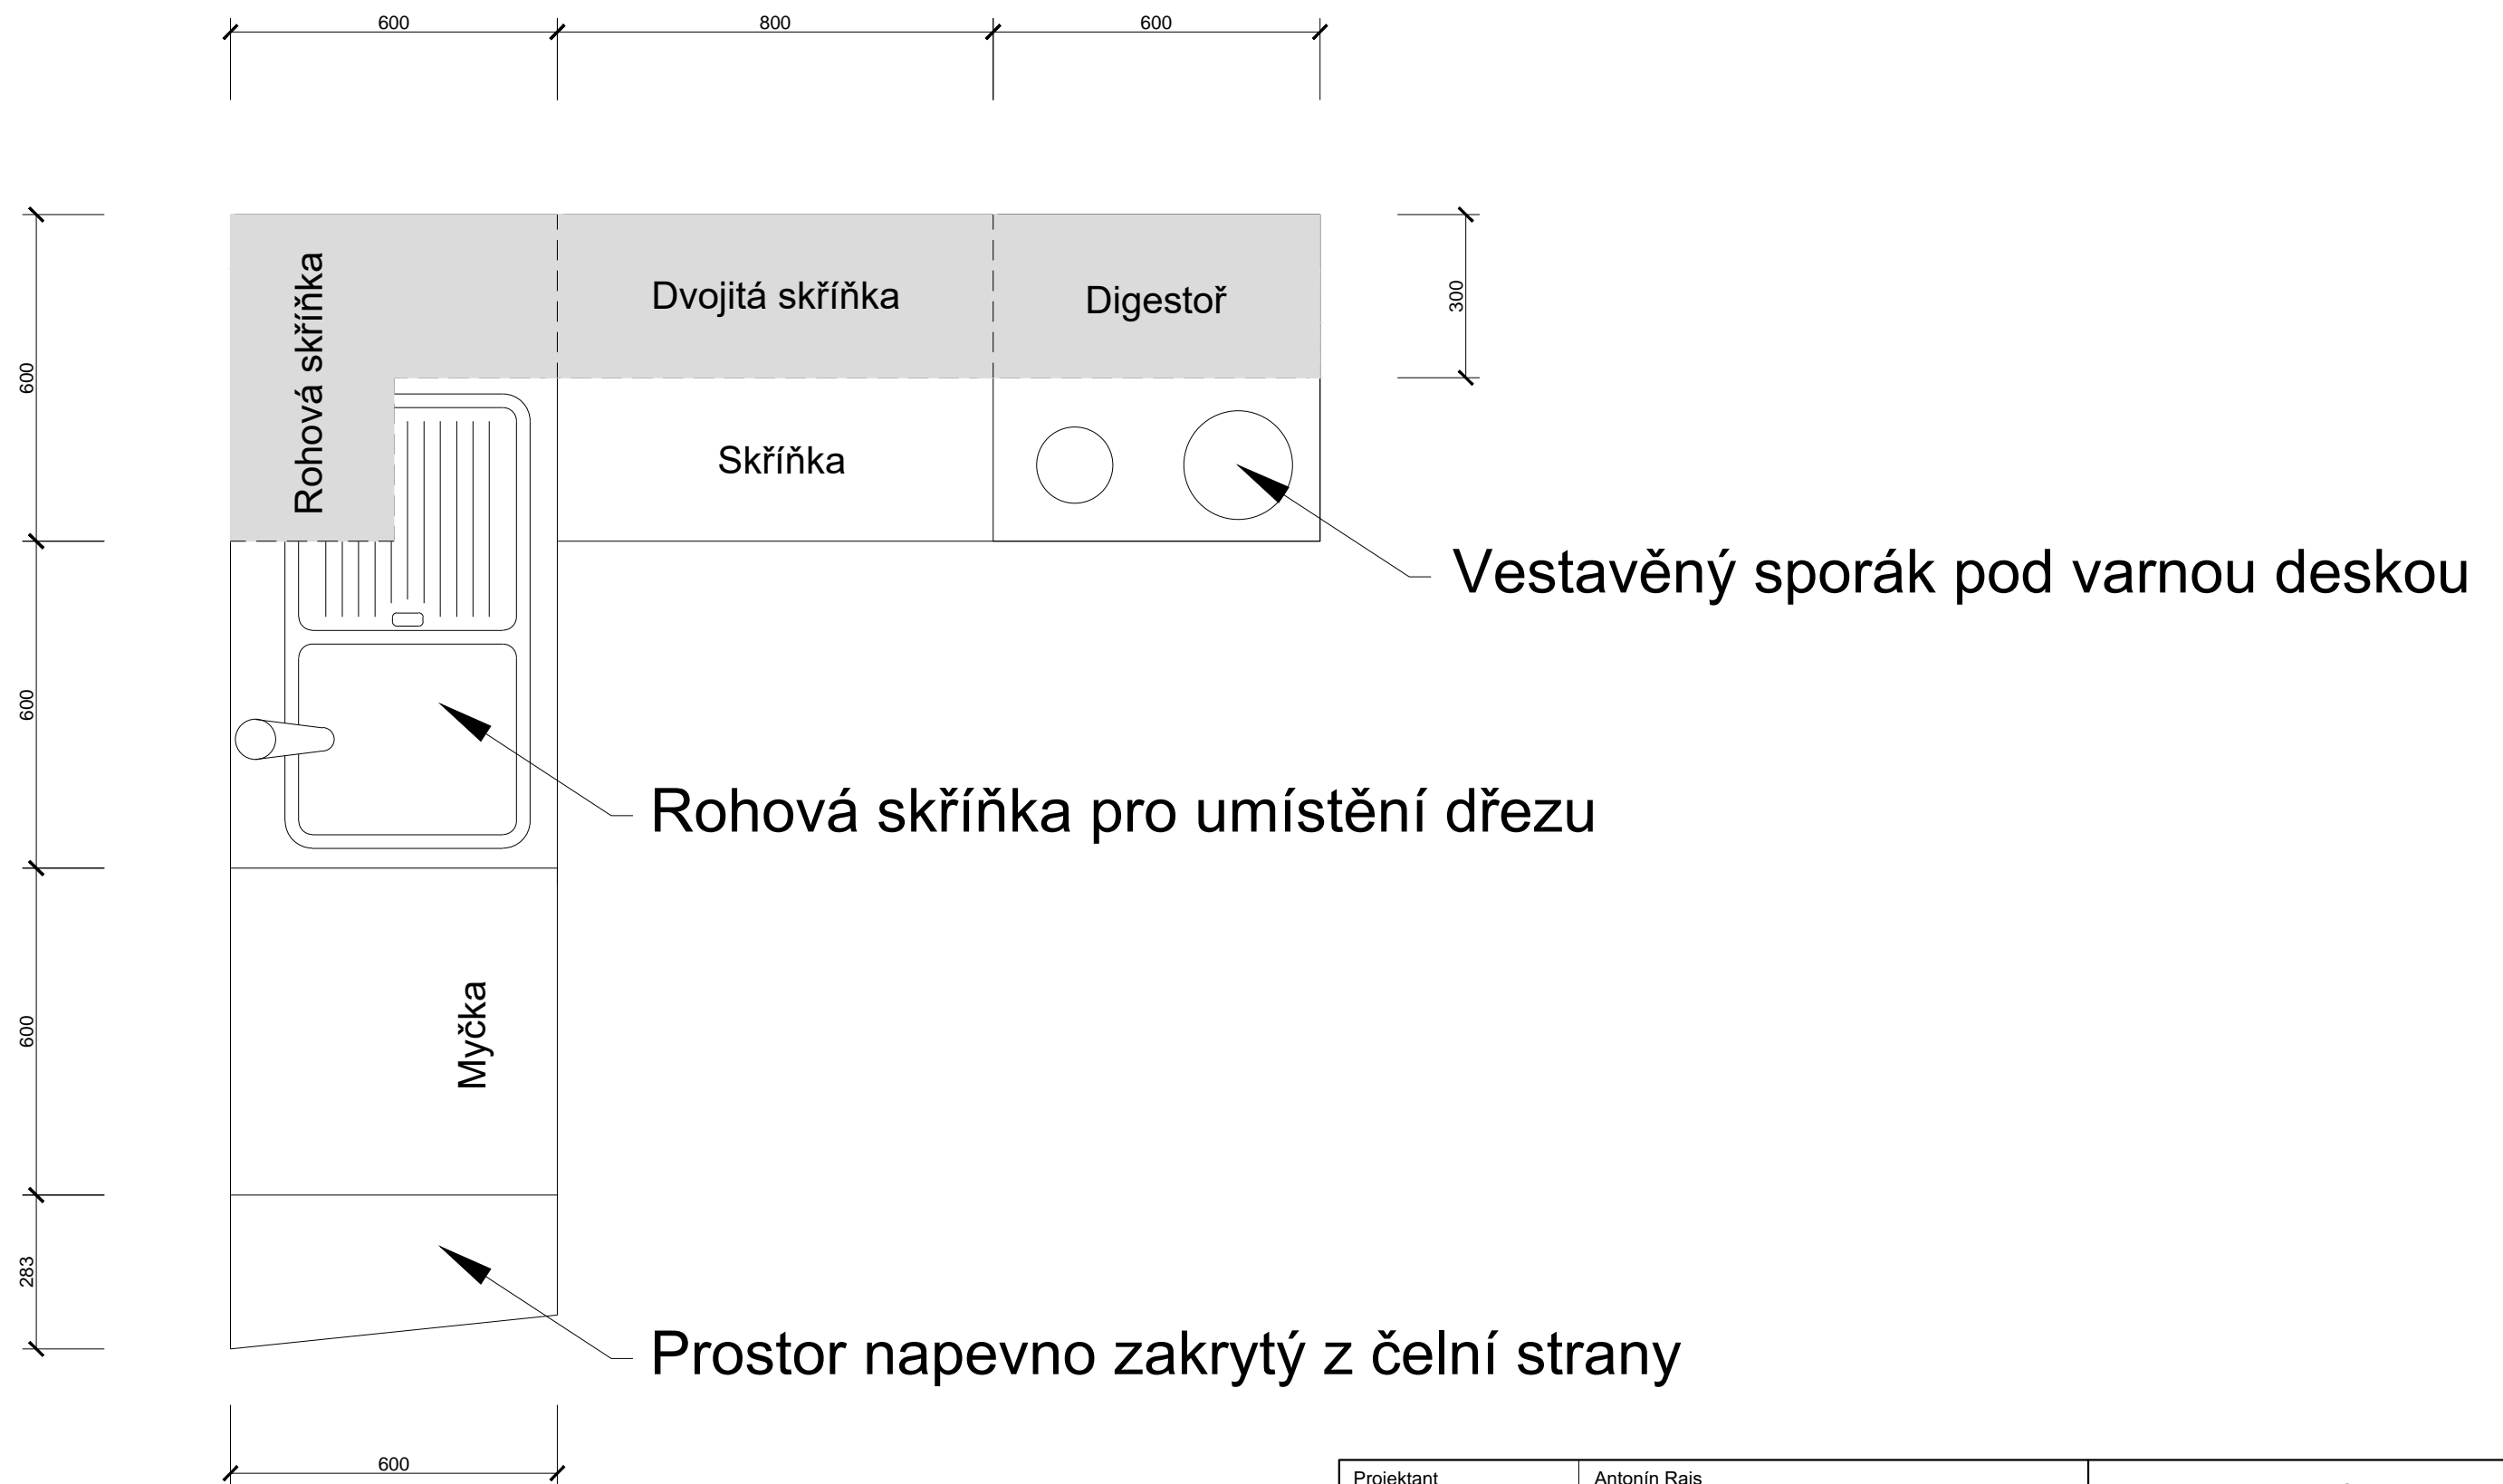 600
800
600
600
600
600
283
300
Rohová skříňka
Dvojitá skříňka
Digestoř
Skříňka
Vestavěný sporák pod varnou deskou
Rohová skříňka pro umístění dřezu
Myčka
Prostor napevno zakrytý z čelní strany
600
Projektant
Antonín Rais